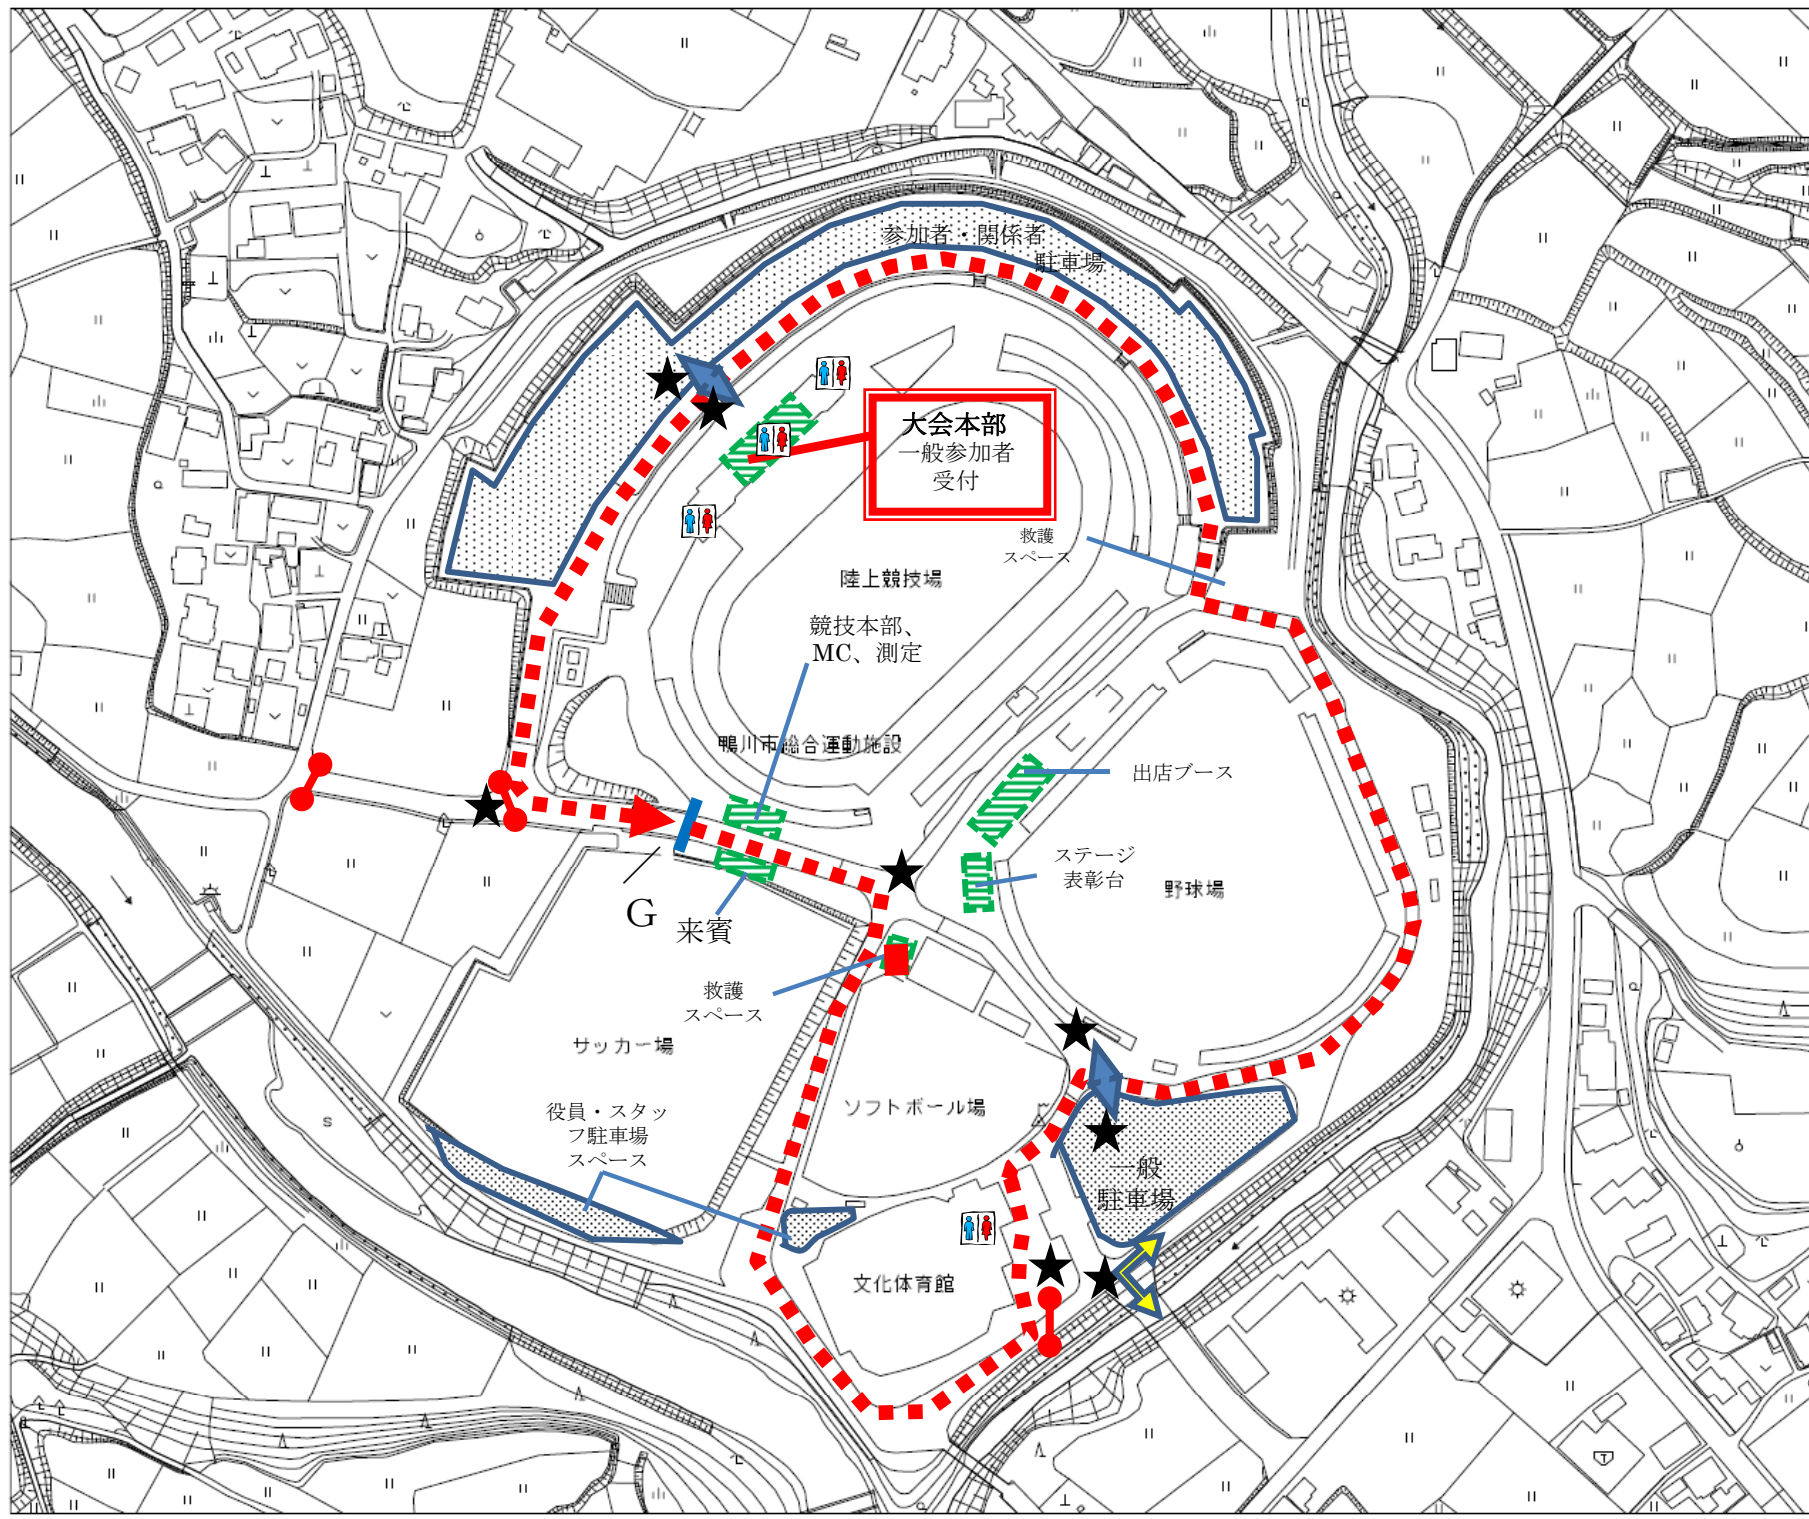 参加者・関係者
駐車場
大会本部
一般参加者
受付
救護
スペース
陸上競技場
競技本部、
MC、測定
鴨川市総合運動施設
出店ブース
ステージ
表彰台
野球場
G
来賓
救護
スペース
サッカー場
役員・スタッ
フ駐車場
スペース
ソフトボール場
一般
駐車場
文化体育館